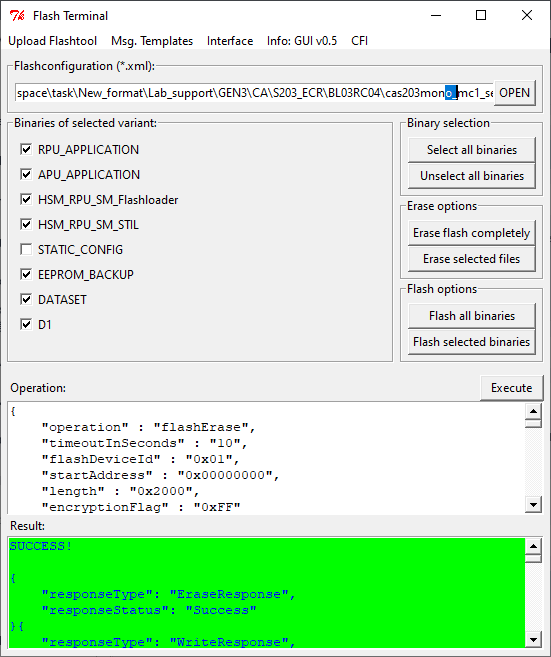 Flash Terminal
Upload Flashtool Msg. Templates Interface Info: GUI v0.5 CFI
Flashconfiguration (*.xml):
space\task\New_format\Lab_support\GEN3\CA\S203_ECR\BL03RC04\cas203mono_mc1_se OPEN
Binaries of selected variant:
RPU_APPLICATION
APU_APPLICATION
HSM_RPU_SM_Flashloader
HSM_RPU_SM_STIL
STATIC_CONFIG
EEPROM_BACKUP
DATASET
D1
Binary selection
Select all binaries
Unselect all binaries
Erase options
Erase flash completely
Erase selected files
Flash options
Flash all binaries
Flash selected binaries
Operation:
Execute
{
"operation" : "flashErase",
"timeoutInSeconds" : "10",
"flashDeviceId" : "0x01",
"startAddress" : "0x00000000",
"length" : "0x2000",
"encryptionFlag" : "0xFF"
Result:
SUCCESS!
{
"responseType": "EraseResponse",
"responseStatus": "Success"
}{
"responseType": "WriteResponse",